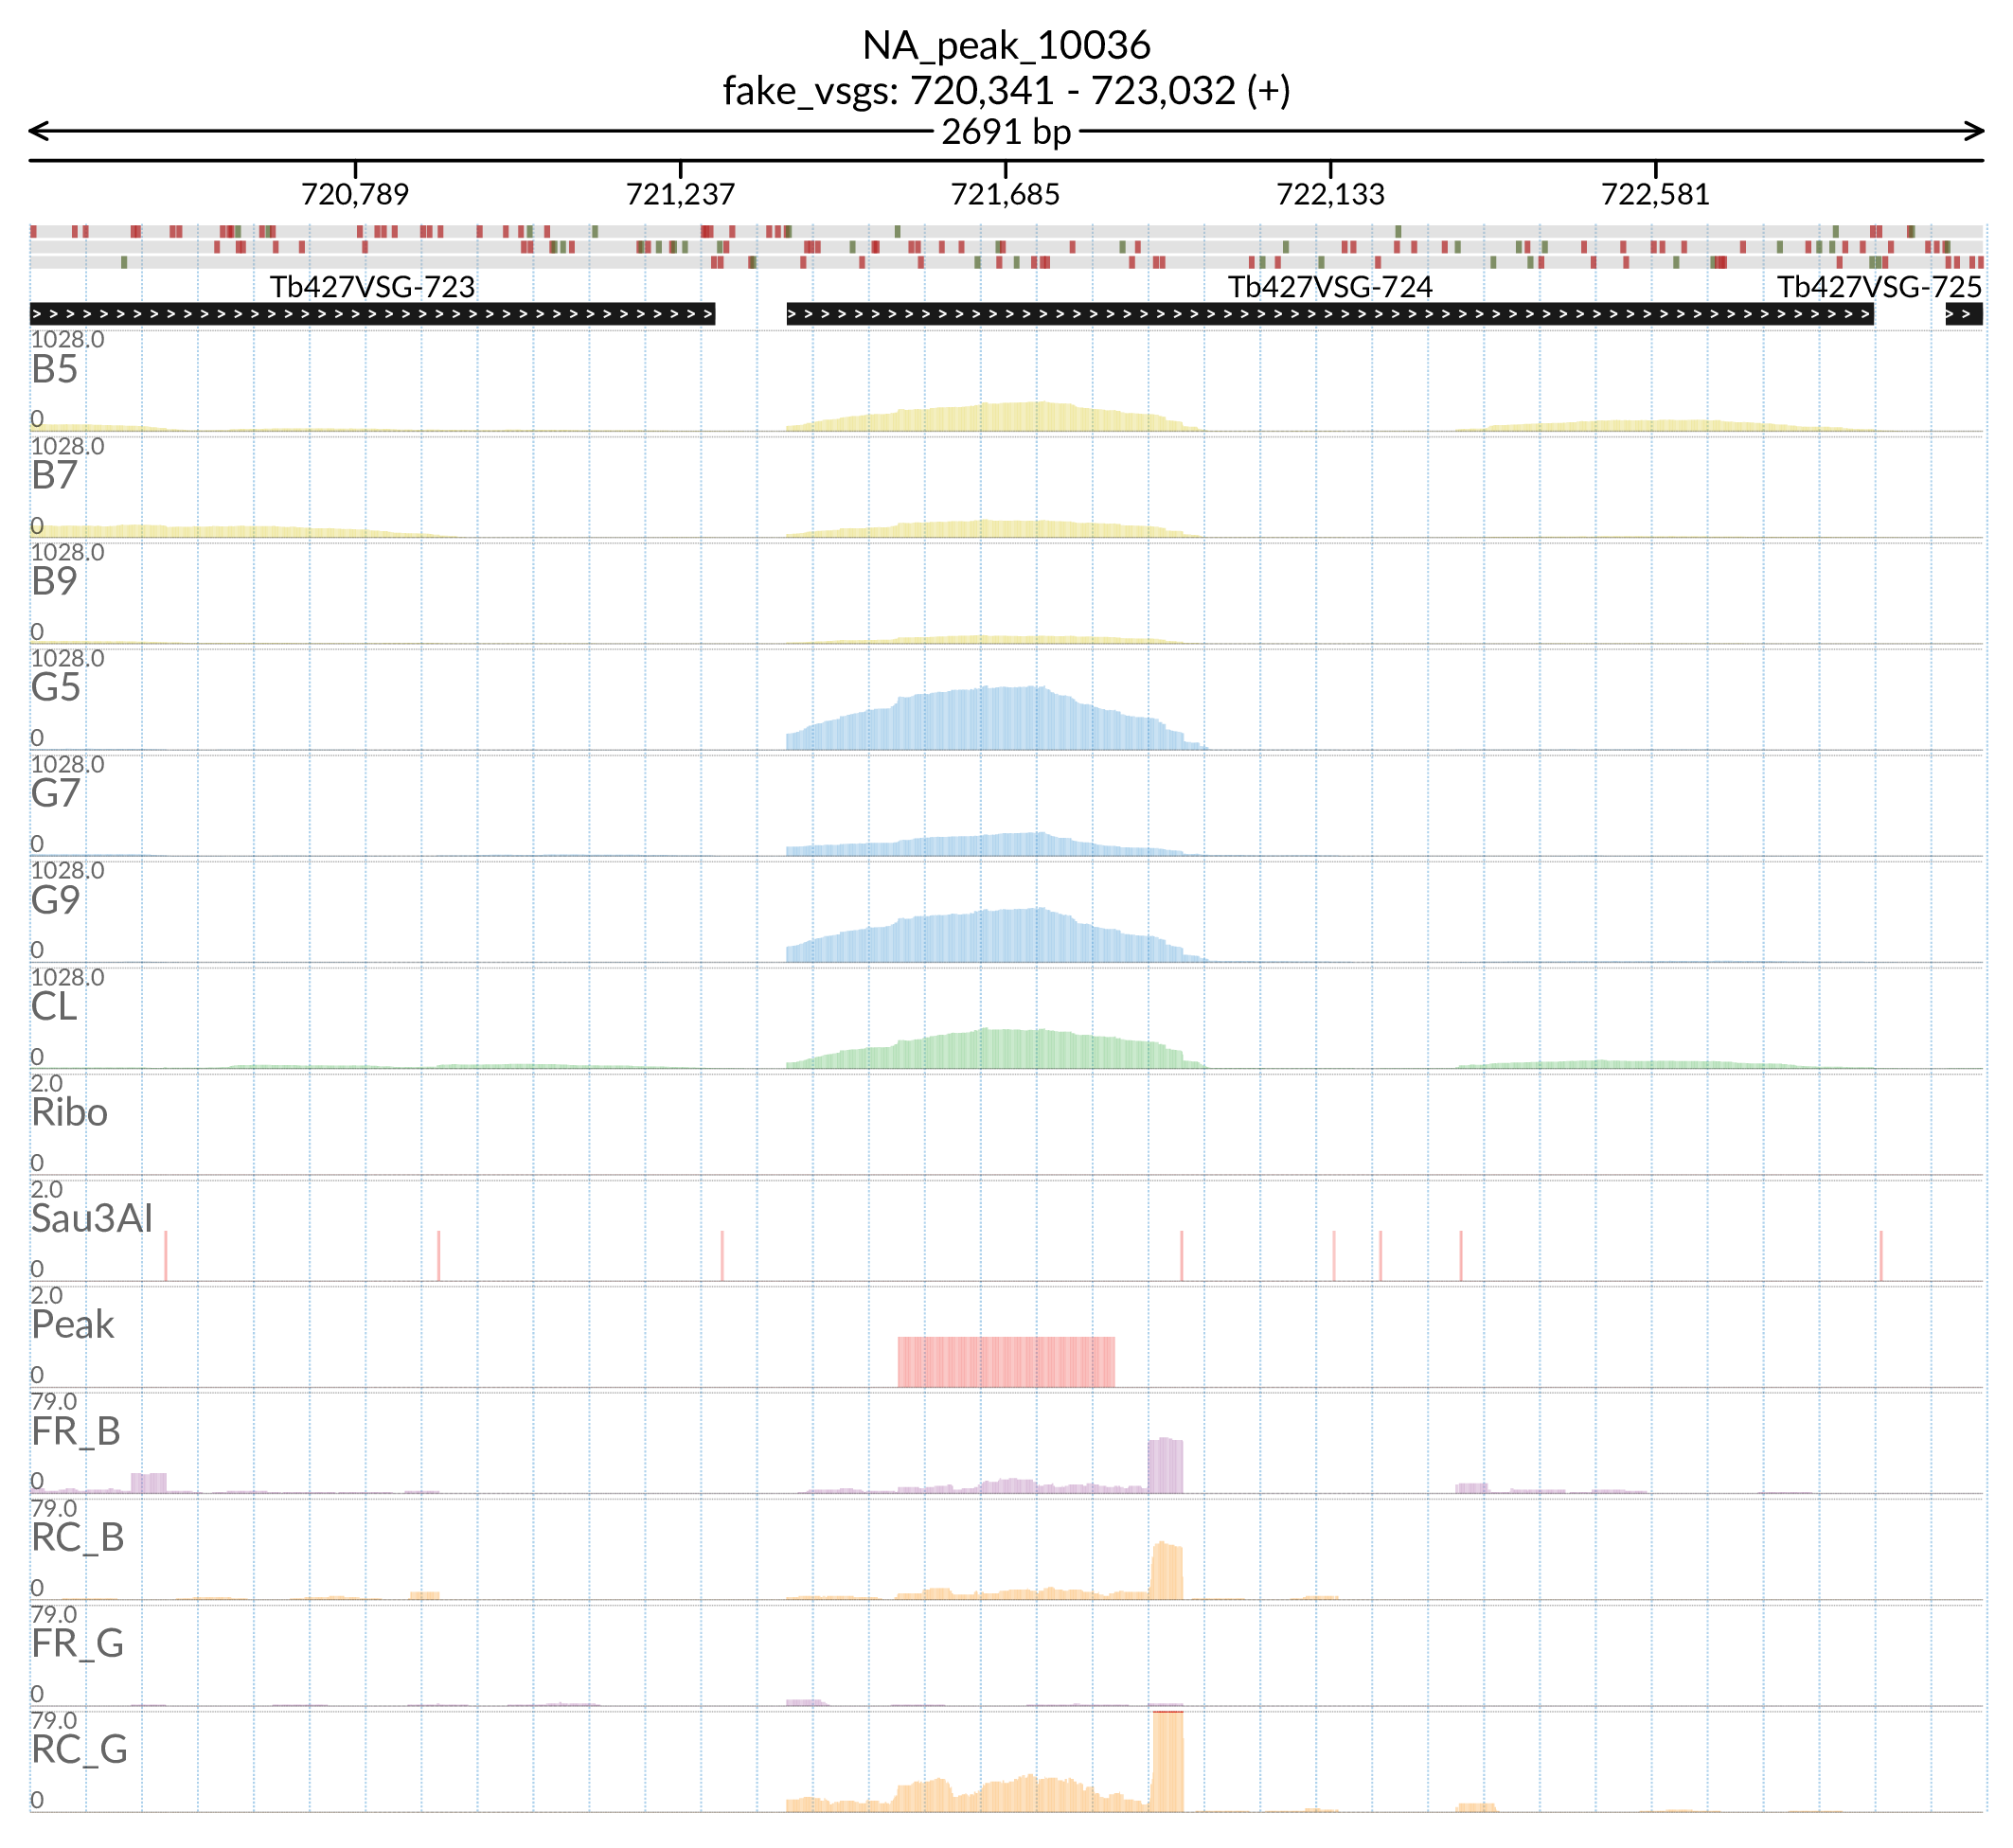 NA_peak_10036
fake_vsgs: 720,341 - 723,032 (+)
2691 bp
720,789 721,237 721,685 722,133 722,581
Tb427VSG-723 Tb427VSG-724 Tb427VSG-725
1028.0
B5
0
1028.0
B7
0
1028.0
B9
0
1028.0
G5
0
1028.0
G7
0
1028.0
G9
0
1028.0
CL
0
2.0
Ribo
0
2.0
Sau3AI
0
2.0
Peak
0
79.0
FR_B
0
79.0
RC_B
0
79.0
FR_G
0
79.0
RC_G
0